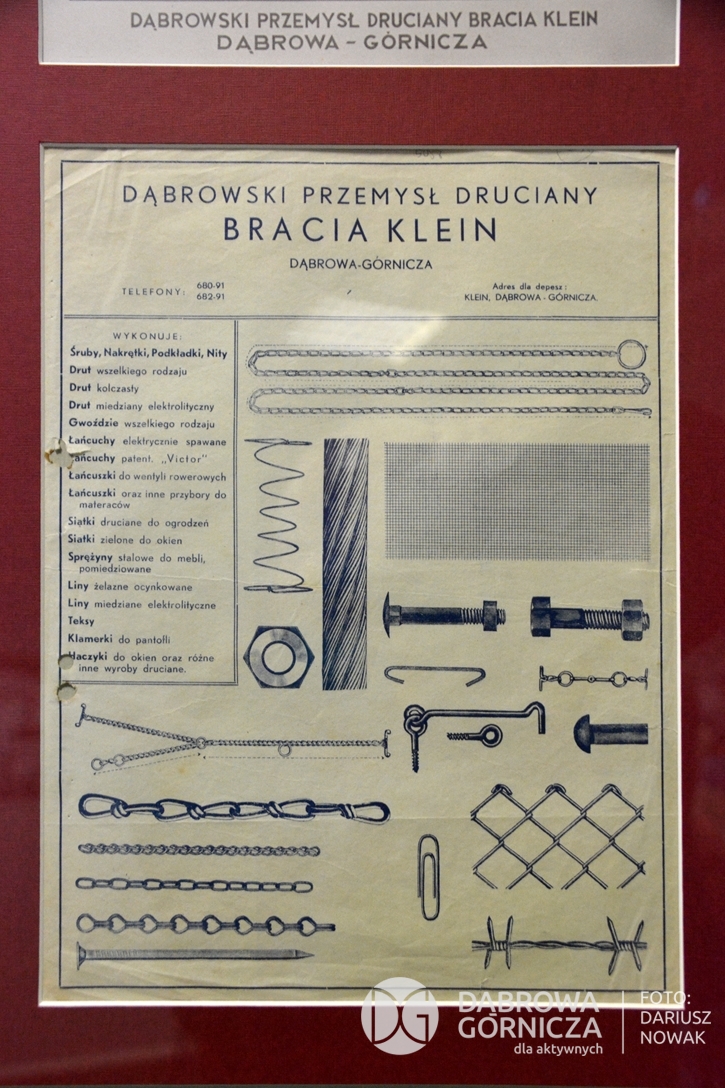 DĄBROWSKI PRZEMYSŁ DRUCIANY BRACIA KLEIN
DĄBROWA - GÓRNICZA
DĄBROWSKI PRZEMYSŁ DRUCIANY
BRACIA KLEIN
DĄBROWA-GÓRNICZA
TELEFONY: 680-91
682-91
Adres dla depesz:
KLEIN, DĄBROWA - GÓRNICZA.
WYKONUJE:
Śruby, Nakrętki, Podkładki, Nity
Drut wszelkiego rodzaju
Drut kolczasty
Drut miedziany elektrolityczny
Gwoździe wszelkiego rodzaju
Łańcuchy elektrycznie spawane
Łańcuchy patent. „Victor"
Łańcuszki do wentyli rowerowych
Łańcuszki oraz inne przybory do
materaców
Siatki druciane do ogrodzeń
Siatki zielone do okien
Sprężyny stalowe do mebli,
pomiedziowane
Liny żelazne ocynkowane
Liny miedziane elektrolityczne
Teksy
Klamerki do pantofli
Haczyki do okien oraz różne
inne wyroby druciane.
DG
DĄBROWA
GÓRNICZA
dla aktywnych
FOTO:
DARIUSZ
NOWAK